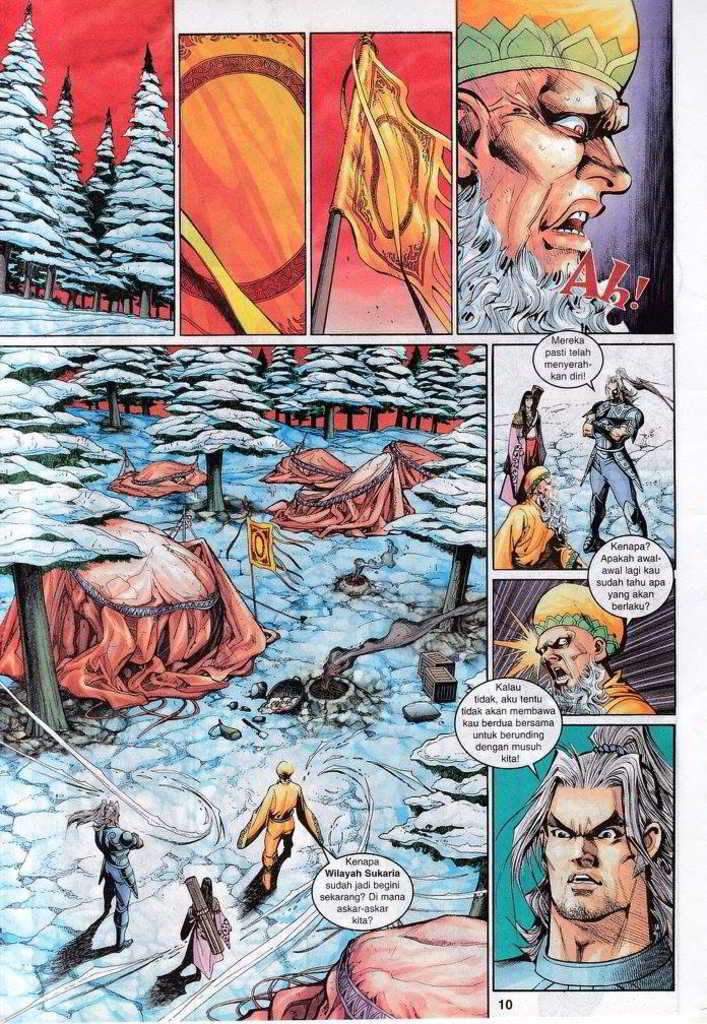 Ah!
Kenapa
Wilayah Sukaria
sudah jadi begini
sekarang? Di mana
askar-askar
kita?
Mereka
pasti telah
menyerah-
kan diri!
Kenapa?
Apakah awal-
awal lagi kau
sudah tahu apa
yang akan
berlaku?
Kalau
tidak, aku tentu
tidak akan membawa
kau berdua bersama
untuk berunding
dengan musuh
kita!
10